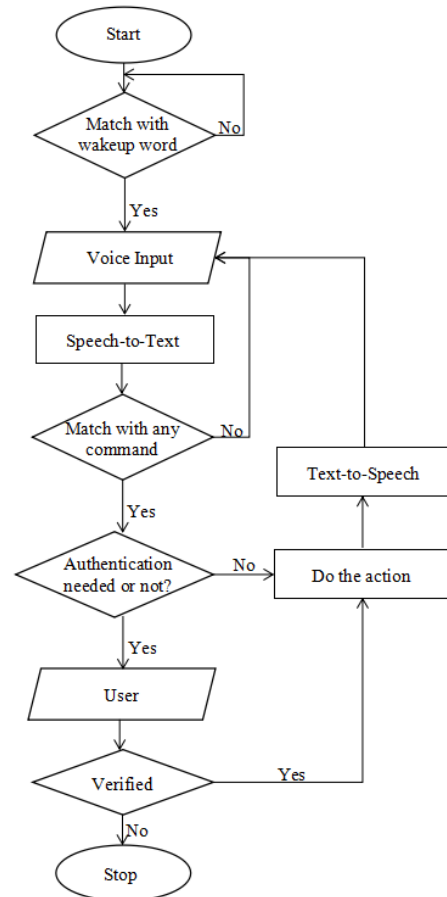 Start
Match with
wakeup word
No
Yes
Voice Input
Speech-to-Text
Match with any
command
No
Text-to-Speech
Yes
Authentication
needed or not?
No
Do the action
Yes
User
Verified
Yes
No
Stop